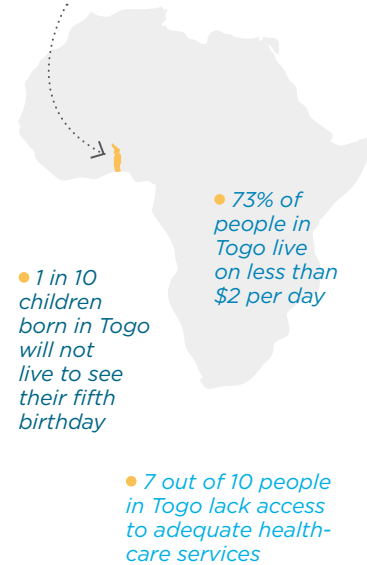 73% of
people in
Togo live
on less than
$2 per day
1 in 10
children
born in Togo
will not
live to see
their fifth
birthday
7 out of 10 people
in Togo lack access
to adequate health-
care services